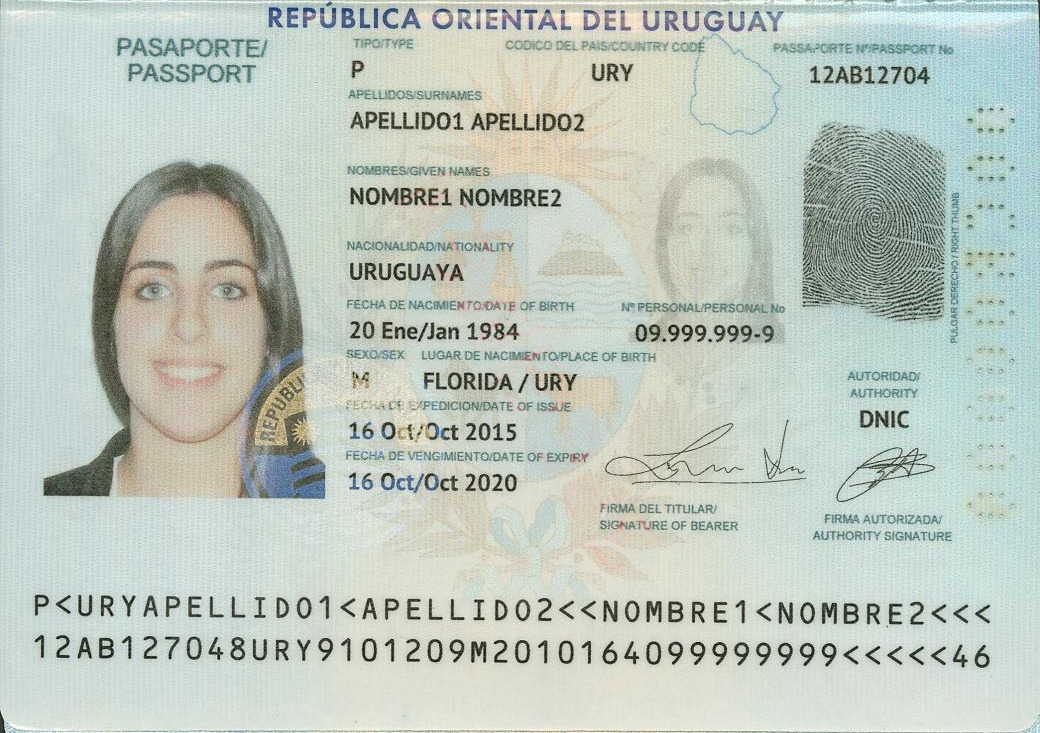 REPÚBLICA ORIENTAL DEL URUGUAY
PASAPORTE/
PASSPORT
TIPO/TYPE
CODICO DEL PAIS/COUNTRY CODE
PASSAPORTE Nº/PASSPORT No
P
URY
12AB12704
APELLIDOS/SURNAMES
APELLIDO1 APELLIDO2
NOMBRES/GIVEN NAMES
NOMBRE1 NOMBRE2
NACIONALIDAD/NATIONALITY
URUGUAYA
FECHA DE NACIMIENTO/DATE OF BIRTH
Nº PERSONAL/PERSONAL No
20 Ene/Jan 1984
09.999.999-9
SEXO/SEX
LUGAR DE NACIMIENTO/PLACE OF BIRTH
M
FLORIDA / URY
FECHA DE EXPEDICION/DATE OF ISSUE
16 Oct/Oct 2015
FECHA DE VENGIMIENTO/DATE OF EXPIRY
16 Oct/Oct 2020
PULGAR DERECHO / RIGHT THUMB
AUTORIDAD/
AUTHORITY
DNIC
FIRMA DEL TITULAR/
SIGNATURE OF BEARER
FIRMA AUTORIZADA/
AUTHORITY SIGNATURE
P<URYAPELLIDO1<APELLIDO2<<NOMBRE1<NOMBRE2<<<
12AB127048URY9101209M20101640999999999<<<<<46